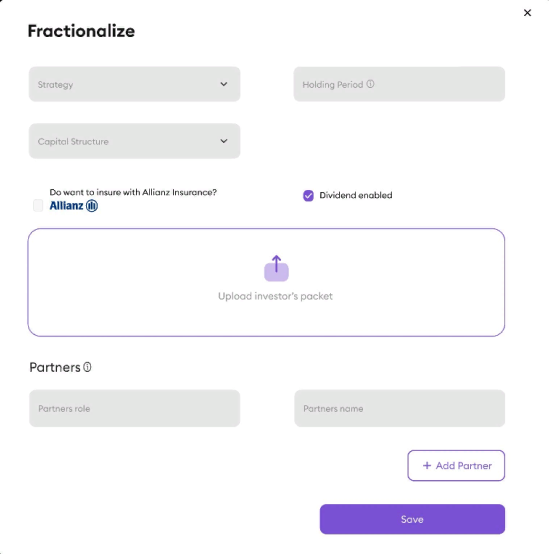 Fractionalize
Strategy
Holding Period
Capital Structure
Do want to insure with Allianz Insurance?
Allianz
Dividend enabled
Upload investor's packet
Partners
Partners role
Partners name
+ Add Partner
Save